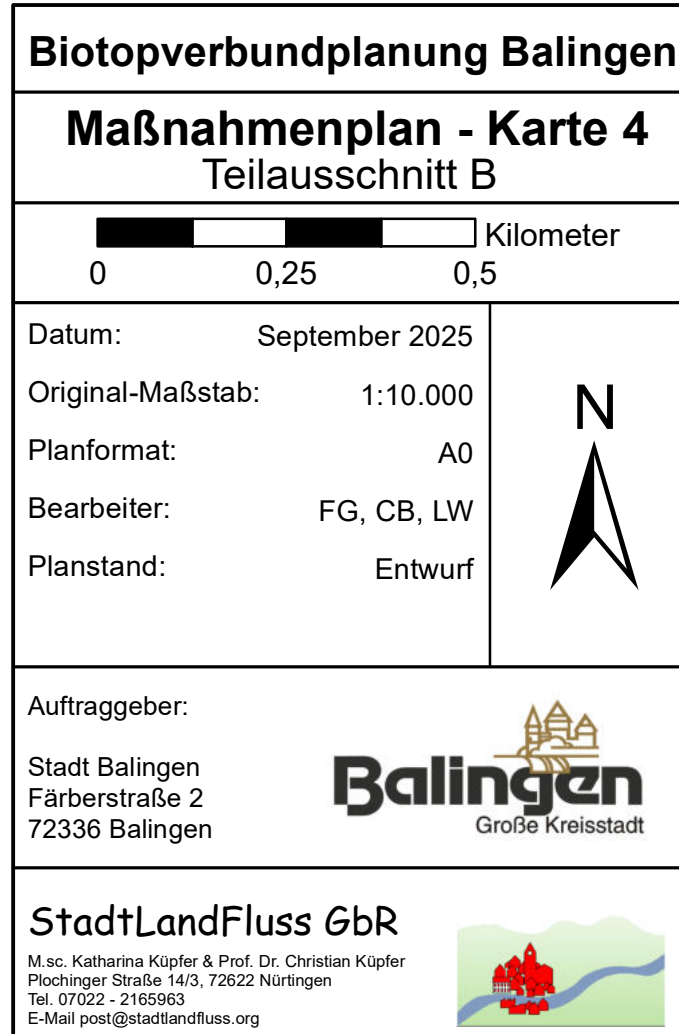 Biotopverbundplanung Balingen
Maßnahmenplan - Karte 4
Teilausschnitt B
Kilometer
0 0,25 0,5
Datum: September 2025
Original-Maßstab: 1:10.000
Planformat: A0
Bearbeiter: FG, CB, LW
Planstand: Entwurf
N
Auftraggeber:
Stadt Balingen
Färberstraße 2
72336 Balingen
Balingen
Große Kreisstadt
StadtLandFluss GbR
M.sc. Katharina Küpfer & Prof. Dr. Christian Küpfer
Plochinger Straße 14/3, 72622 Nürtingen
Tel. 07022 - 2165963
E-Mail post@stadtlandfluss.org